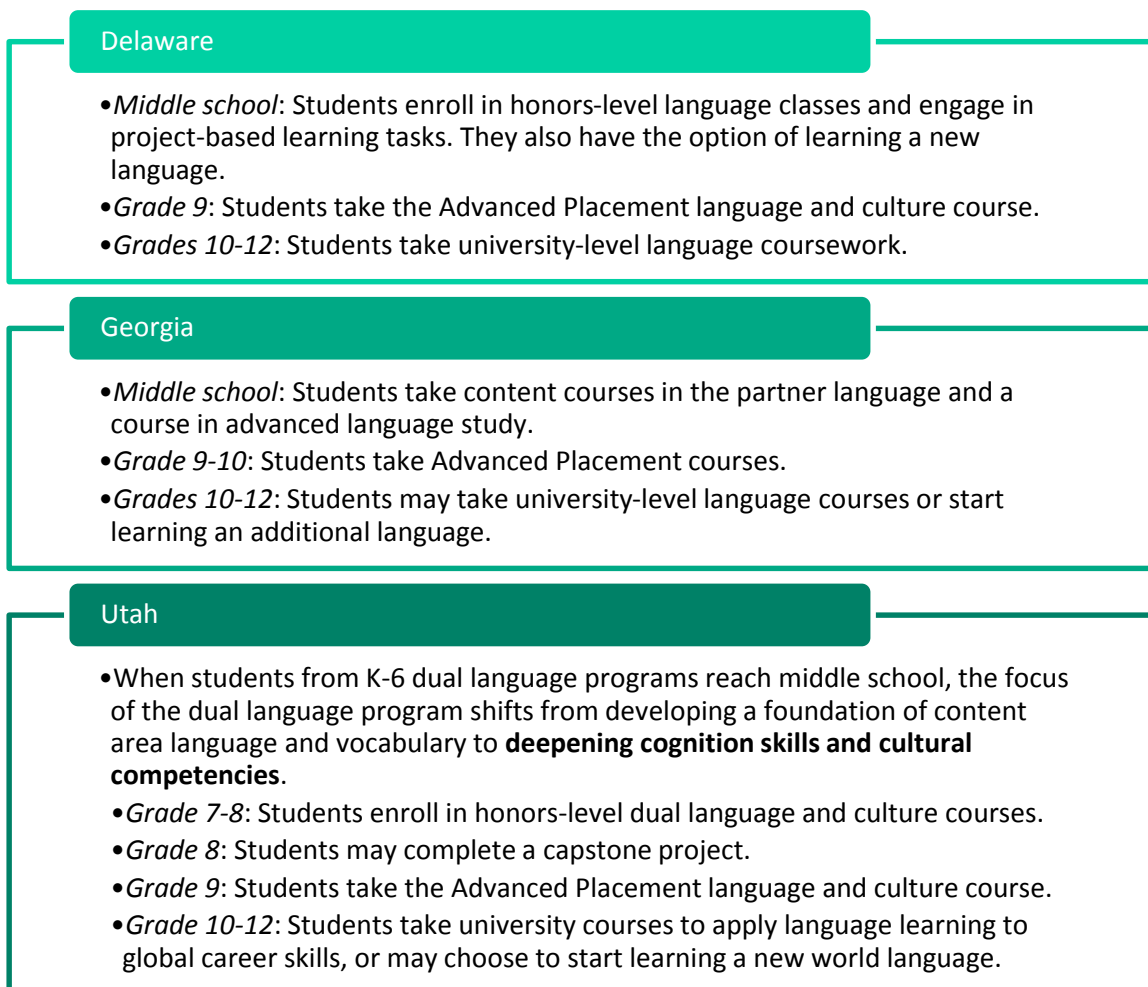 Delaware
•Middle school: Students enroll in honors-level language classes and engage in
project-based learning tasks. They also have the option of learning a new
language.
•Grade 9: Students take the Advanced Placement language and culture course.
•Grades 10-12: Students take university-level language coursework.
Georgia
•Middle school: Students take content courses in the partner language and a
course in advanced language study.
•Grade 9-10: Students take Advanced Placement courses.
•Grades 10-12: Students may take university-level language courses or start
learning an additional language.
Utah
•When students from K-6 dual language programs reach middle school, the focus
of the dual language program shifts from developing a foundation of content
area language and vocabulary to deepening cognition skills and cultural
competencies.
•Grade 7-8: Students enroll in honors-level dual language and culture courses.
•Grade 8: Students may complete a capstone project.
•Grade 9: Students take the Advanced Placement language and culture course.
•Grade 10-12: Students take university courses to apply language learning to
global career skills, or may choose to start learning a new world language.